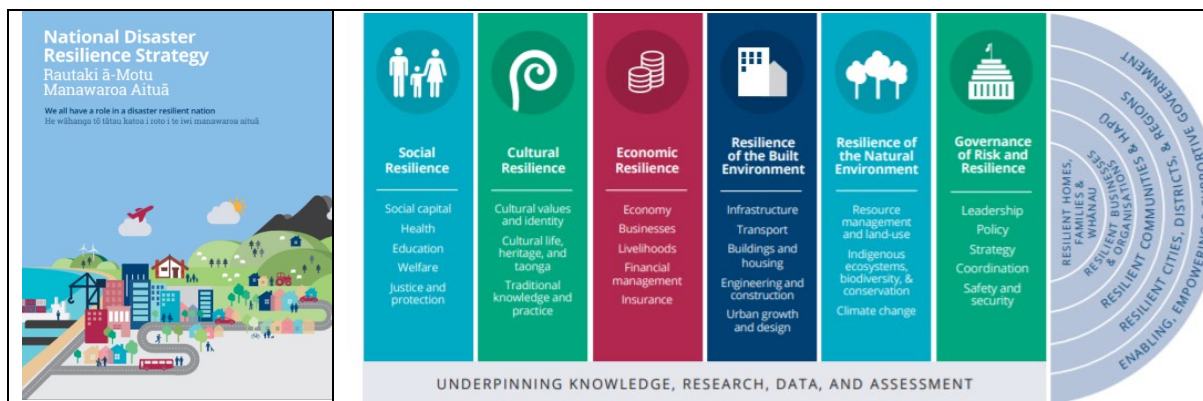 National Disaster
Resilience Strategy
Rautaki ā-Motu
Manawaroa Aituā
We all have a role in a disaster resilient nation
He wāhanga tō tātau katoa i roto i te iwi manawaroa aituā
Social
Resilience
Social capital
Health
Education
Welfare
Justice and
protection
Cultural
Resilience
Cultural values
and identity
Cultural life,
heritage, and
taonga
Traditional
knowledge and
practice
Economic
Resilience
Economy
Businesses
Livelihoods
Financial
management
Insurance
Resilience
of the Built
Environment
Infrastructure
Transport
Buildings and
housing
Engineering and
construction
Urban growth
and design
Resilience of
the Natural
Environment
Resource
management
and land-use
Indigenous
ecosystems,
biodiversity, &
conservation
Climate change
Governance
of Risk and
Resilience
Leadership
Policy
Strategy
Coordination
Safety and
security
RESILIENT HOMES,
FAMILIES &
WHĀNAU
RESILIENT BUSINESSES
& ORGANISATIONS
RESILIENT COMMUNITIES & HAPŪ
RESILIENT CITIES, DISTRICTS, & REGIONS
ENABLING, EMPOWERING, SUPPORTIVE GOVERNMENT
UNDERPINNING KNOWLEDGE, RESEARCH, DATA, AND ASSESSMENT